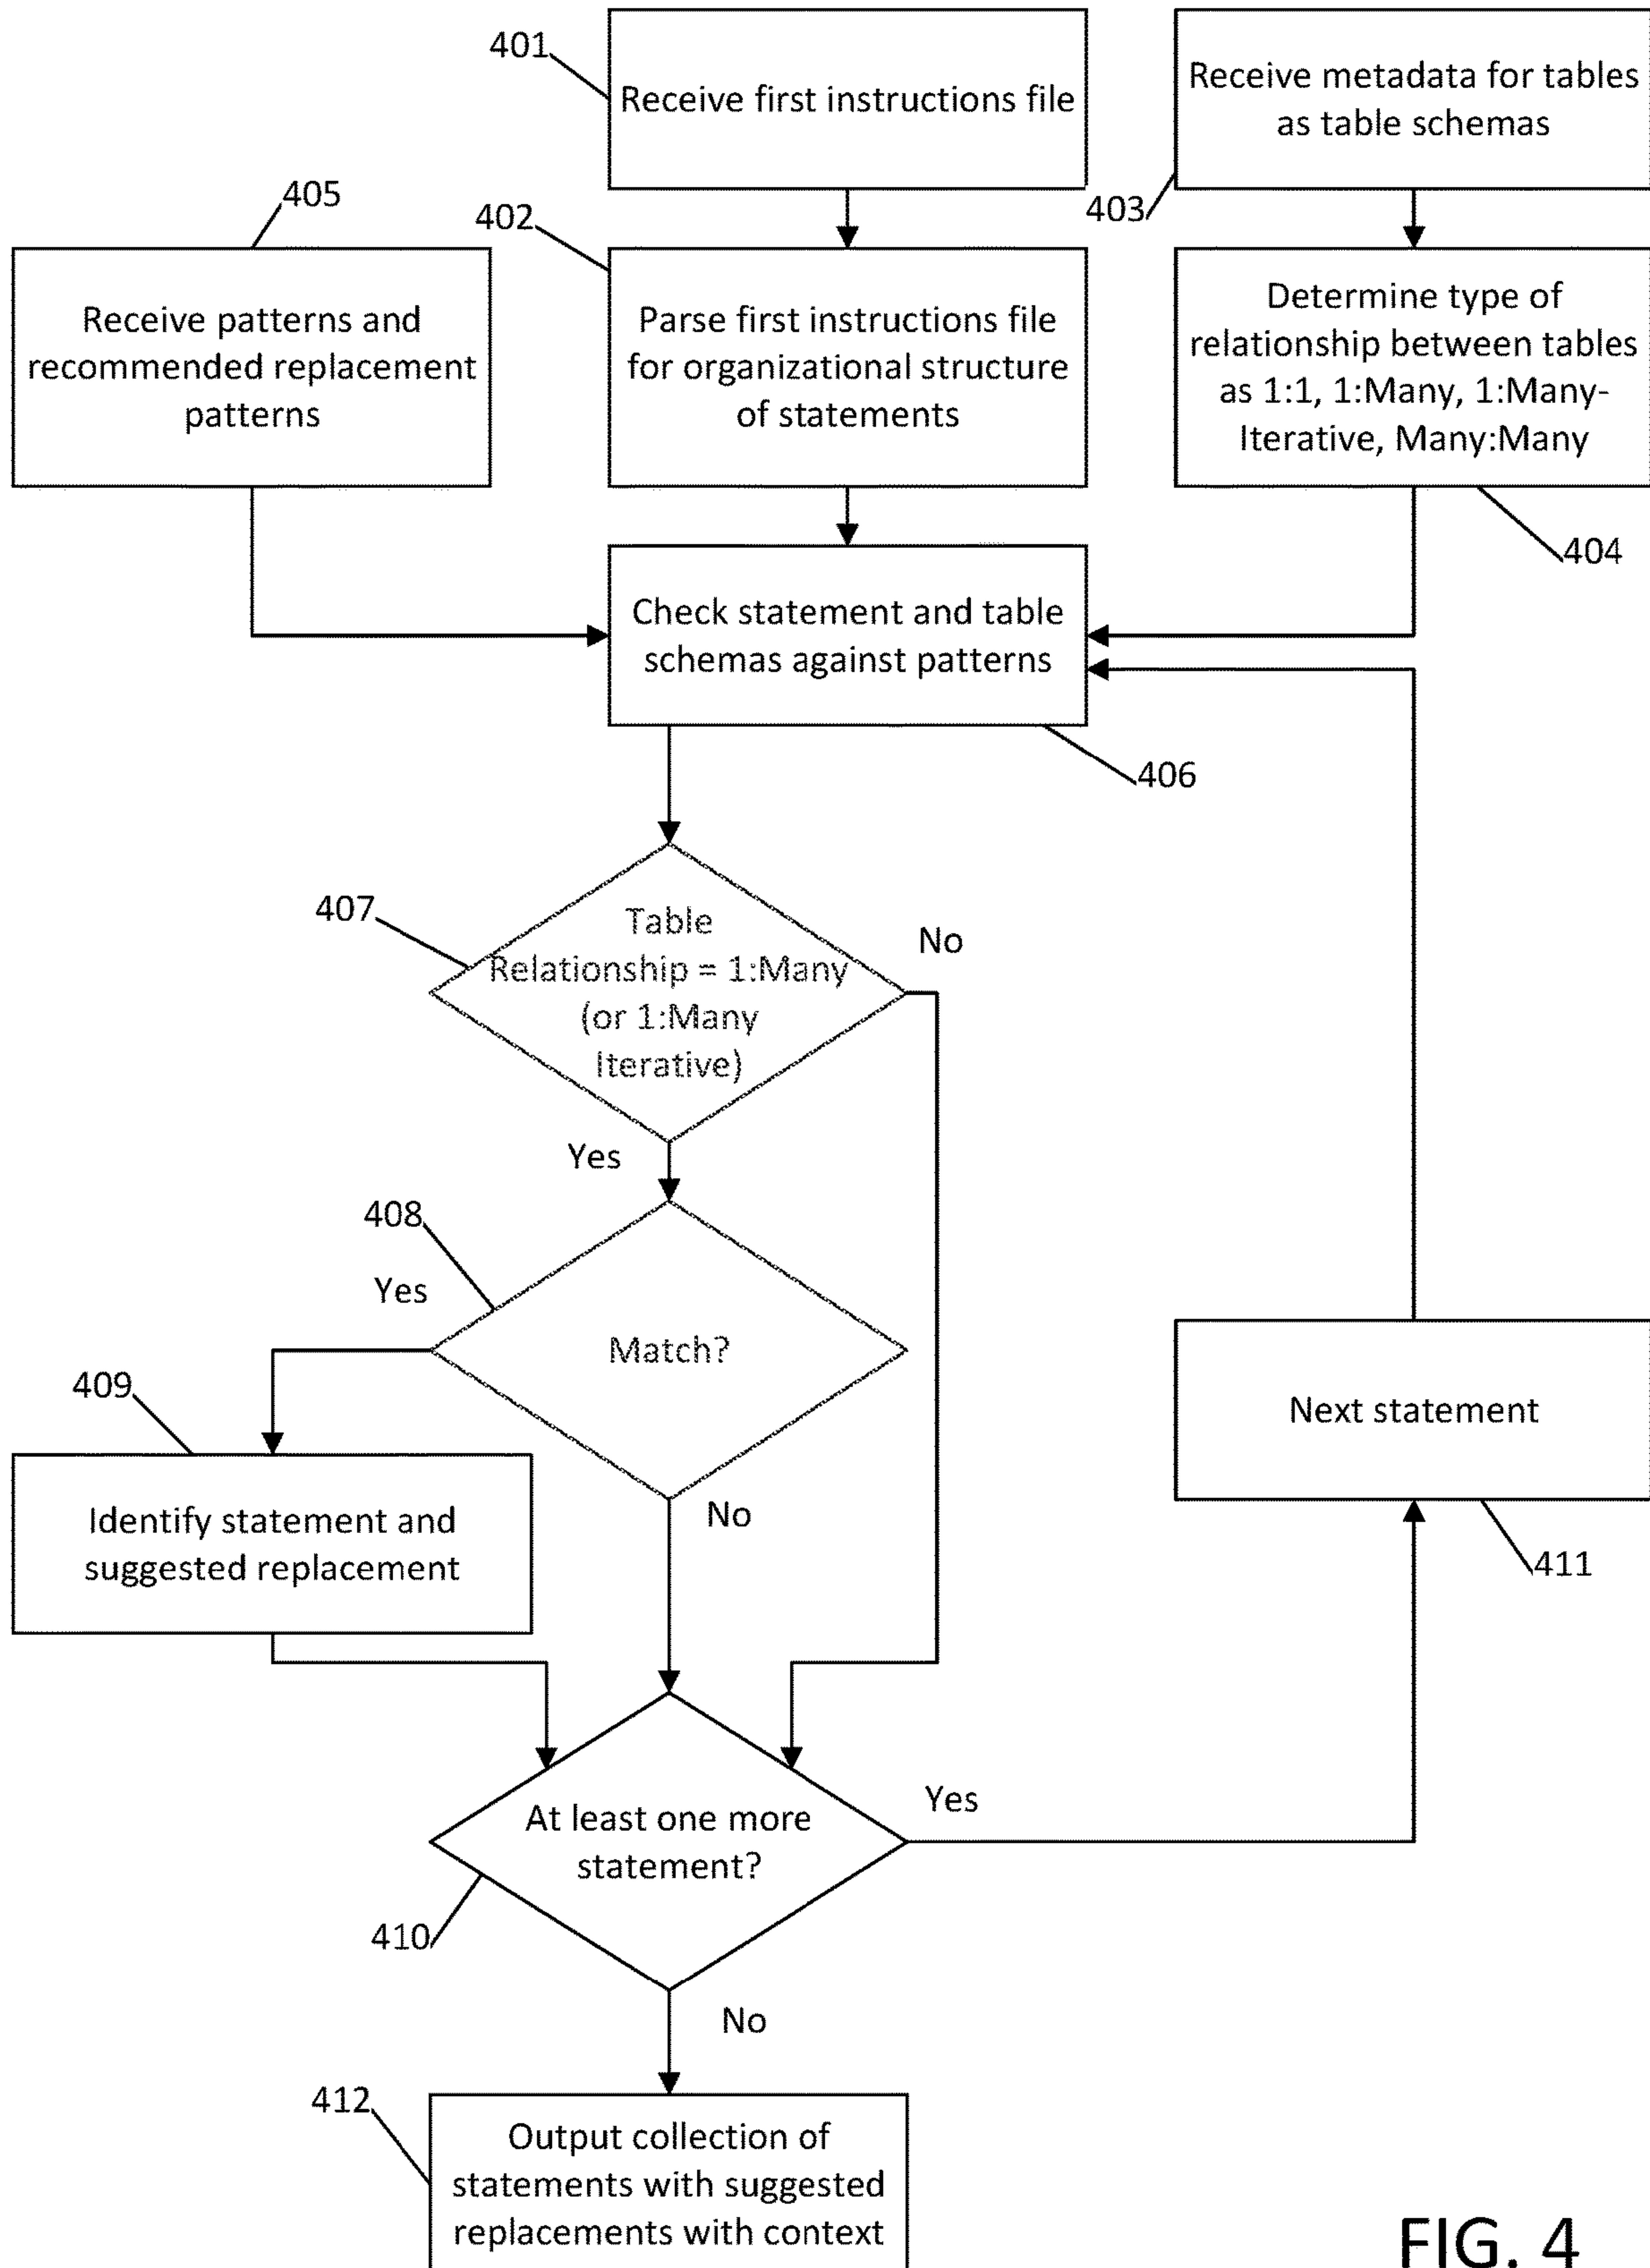 401
Receive first instructions file
Receive metadata for tables
as table schemas
403
405
Receive patterns and
recommended replacement
patterns
402
Parse first instructions file
for organizational structure
of statements
Determine type of
relationship between tables
as 1:1, 1:Many, 1:Many-
Iterative, Many:Many
404
Check statement and table
schemas against patterns
406
407
Table
Relationship = 1:Many
(or 1:Many
Iterative)
No
Yes
408
Yes
Match?
No
409
Identify statement and
suggested replacement
Next statement
411
At least one more
statement?
Yes
410
No
412
Output collection of
statements with suggested
replacements with context
FIG. 4